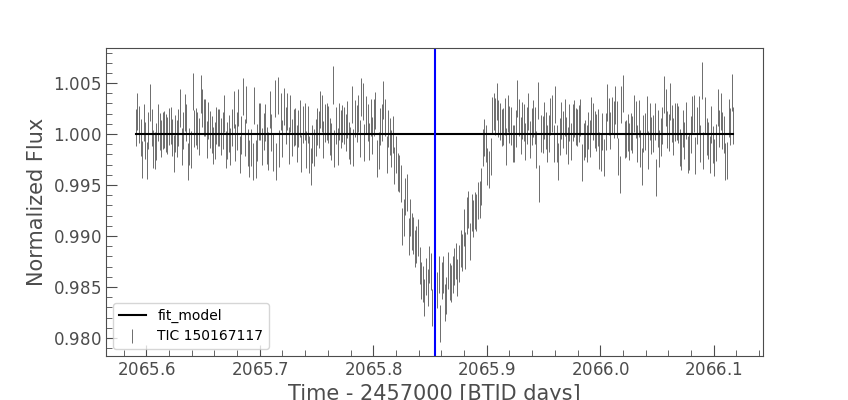 1.005
1.000
0.995
0.990
0.985
0.980
Normalized Flux
fit_model
TIC 150167117
2065.6 2065.7 2065.8 2065.9 2066.0 2066.1
Time - 2457000 [BTJD days]